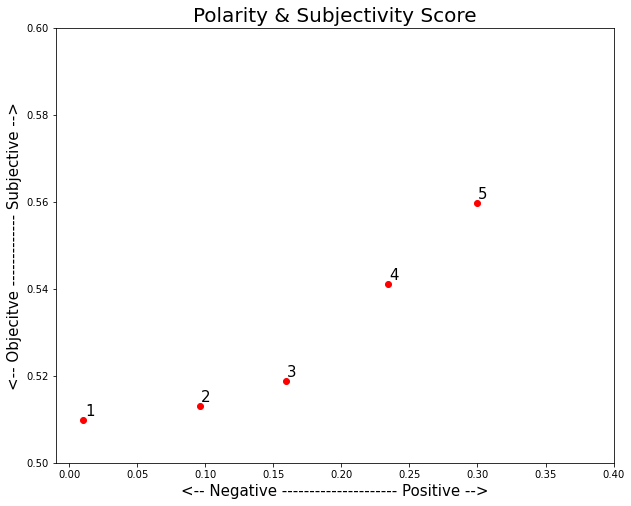 Polarity & Subjectivity Score
0.60
0.58
0.56
0.54
0.52
0.50
<-- Objecitve -------------- Subjective -->
5
4
3
2
1
0.00 0.05 0.10 0.15 0.20 0.25 0.30 0.35 0.40
<-- Negative --------------------- Positive -->